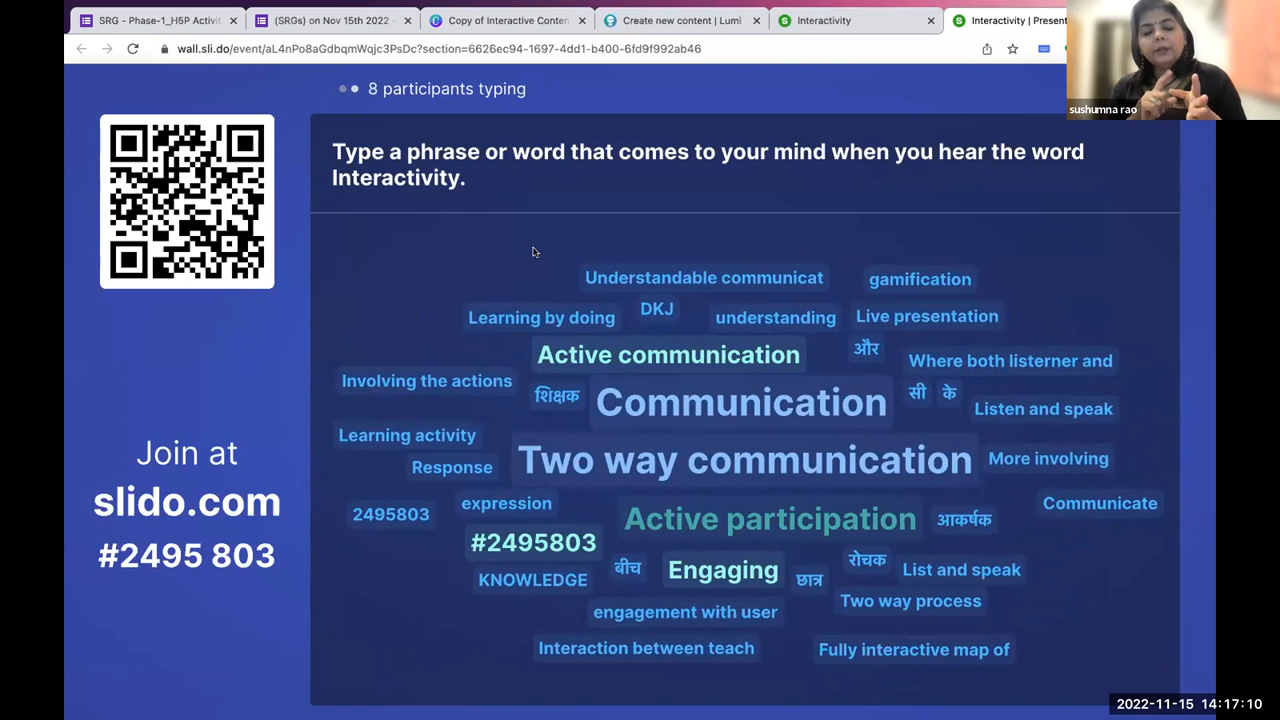 SRG - Phase-1_H5P Activit
(SRGs) on Nov 15th 2022 -
Copy of Interactive Conten
Create new content | Lumi
Interactivity
Interactivity | Present
wall.sli.do/event/aL4nPo8aGdbqmWqjc3PsDc?section=6626ec94-1697-4dd1-b400-6fd9f992ab46
sushumna rao
8 participants typing
Type a phrase or word that comes to your mind when you hear the word
Interactivity.
Understandable communicat
gamification
Learning by doing
DKJ
understanding
Live presentation
Active communication
और
Where both listerner and
Involving the actions
शिक्षक
Communication
सी
के
Listen and speak
Learning activity
Response
Two way communication
More involving
2495803
expression
Active participation
आकर्षक
Communicate
#2495803
बीच
Engaging
छात्र
रोचक
List and speak
KNOWLEDGE
Two way process
engagement with user
Interaction between teach
Fully interactive map of
Join at
slido.com
#2495 803
2022-11-15 14:17:10